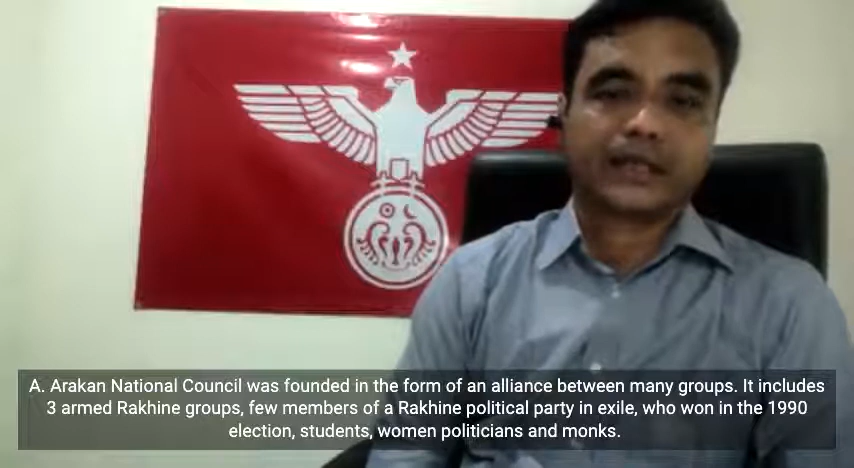 A. Arakan National Council was founded in the form of an alliance between many groups. It includes
3 armed Rakhine groups, few members of a Rakhine political party in exile, who won in the 1990
election, students, women politicians and monks.